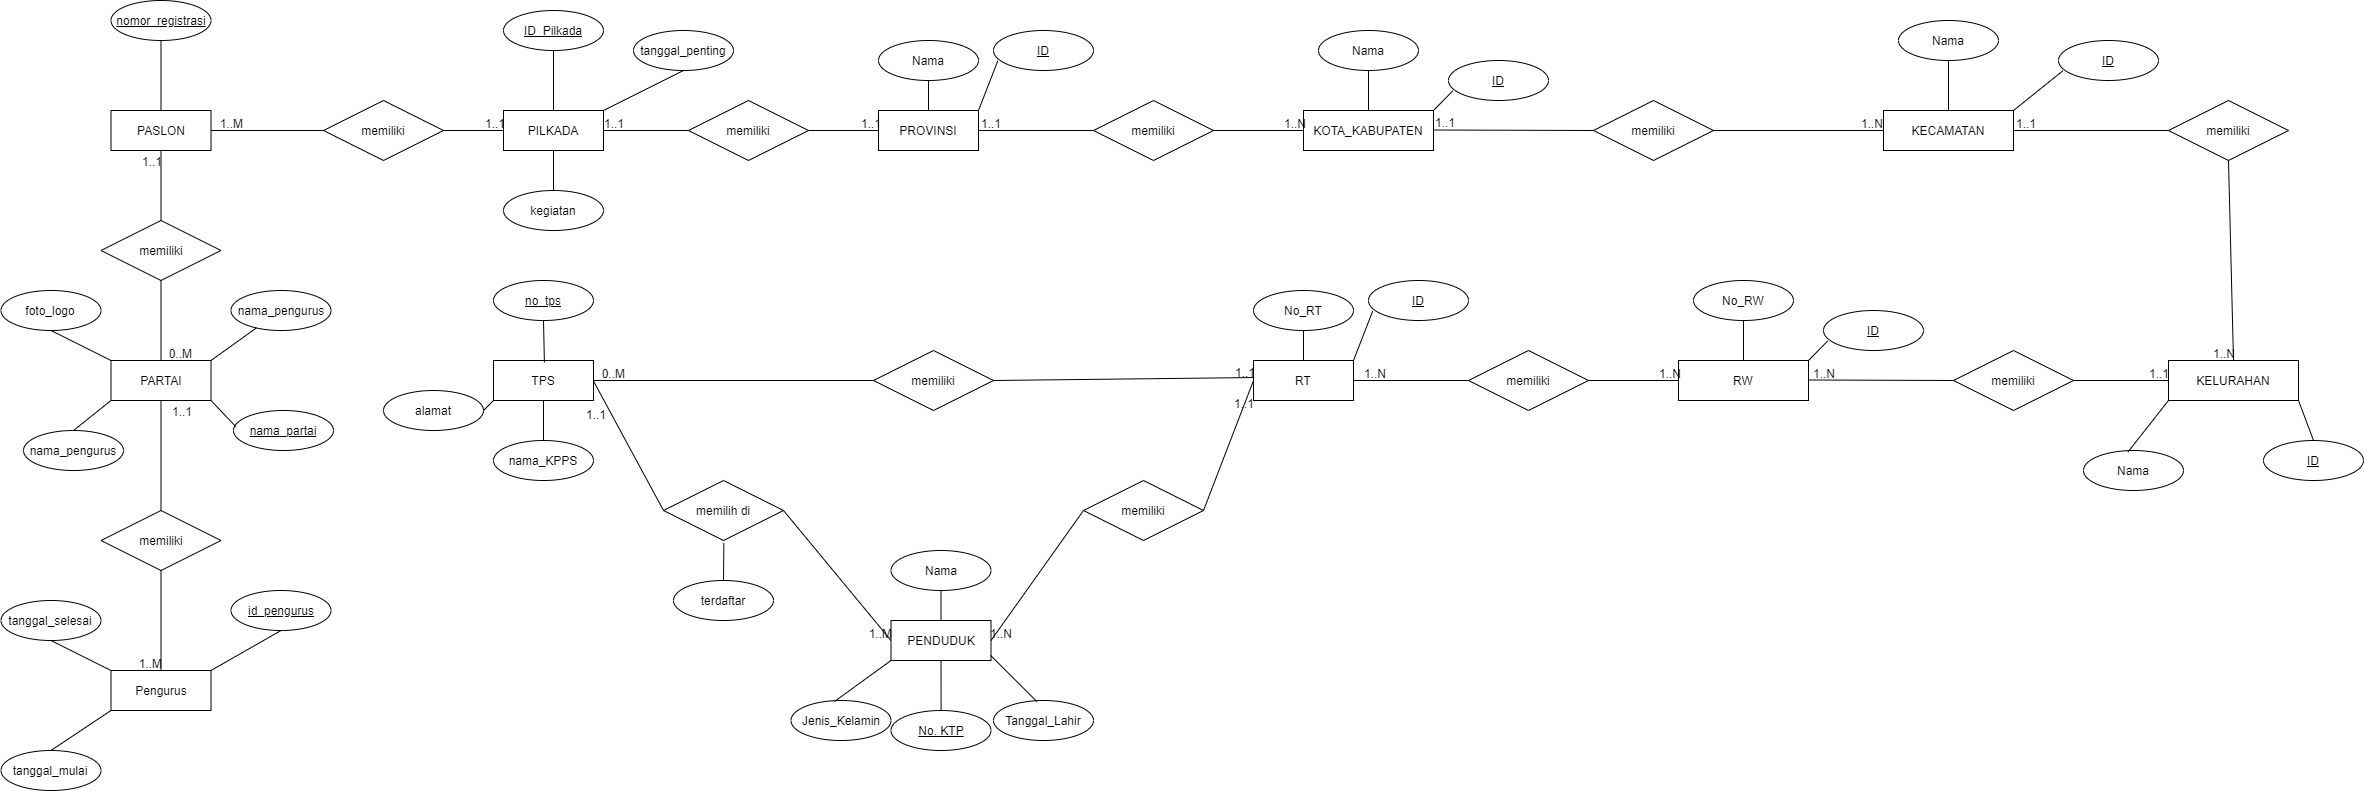 nomor_registrasi
ID_Pilkada
tanggal_penting
Nama
ID
Nama
ID
Nama
ID
PASLON
1..M
memiliki
1..1
PILKADA
1..1
memiliki
1..1
PROVINSI
1..1
memiliki
1..N
KOTA_KABUPATEN
1..1
memiliki
1..N
KECAMATAN
1..1
memiliki
1..1
kegiatan
memiliki
foto_logo
nama_pengurus
0..M
PARTAI
1..1
nama_pengurus
nama_partai
no_tps
TPS
0..M
1..1
alamat
nama_KPPS
memiliki
1..1
1..1
No_RT
ID
RT
1..N
memiliki
1..N
No_RW
ID
RW
1..N
memiliki
1..1
1..N
KELURAHAN
Nama
ID
memiliki
memilih di
memiliki
terdaftar
Nama
tanggal_selesai
id_pengurus
1..M
Pengurus
tanggal_mulai
1..M
PENDUDUK
1..N
Jenis_Kelamin
No. KTP
Tanggal_Lahir